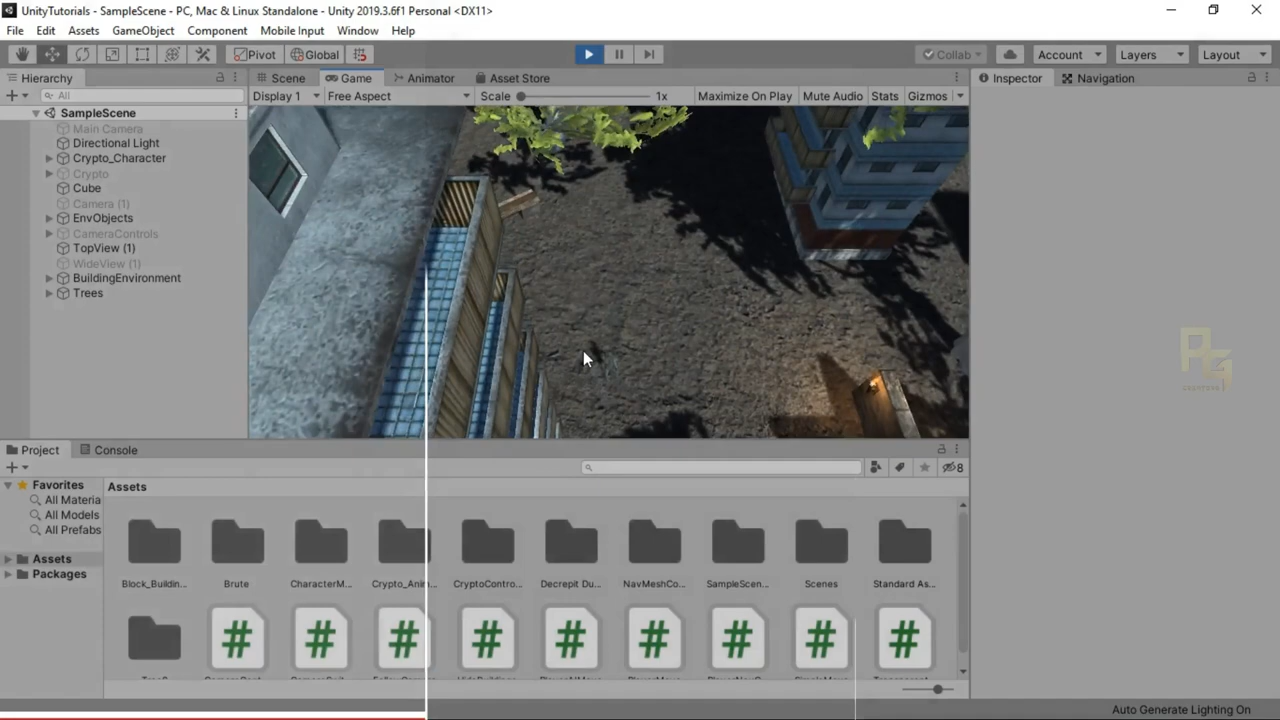 UnityTutorials - SampleScene - PC, Mac & Linux Standalone - Unity 2019.3.6f1 Personal <DX11>
File Edit Assets GameObject Component Mobile Input Window Help
Pivot Global Collab Account Layers Layout
Hierarchy Scene Game Animator Asset Store Inspector Navigation
All Display 1 Free Aspect Scale 1x Maximize On Play Mute Audio Stats Gizmos
SampleScene
Main Camera
Directional Light
Crypto_Character
Crypto
Cube
Camera (1)
EnvObjects
CameraControls
TopView (1)
WideView (1)
BuildingEnvironment
Trees
Project Console
8
Favorites Assets
All Materia
All Models
All Prefabs
Assets
Packages
Block_Buildin... Brute CharacterM... Crypto_Anim... CryptoContro... Decrepit Du... NavMeshCo... SampleScen... Scenes Standard As...
Auto Generate Lighting On